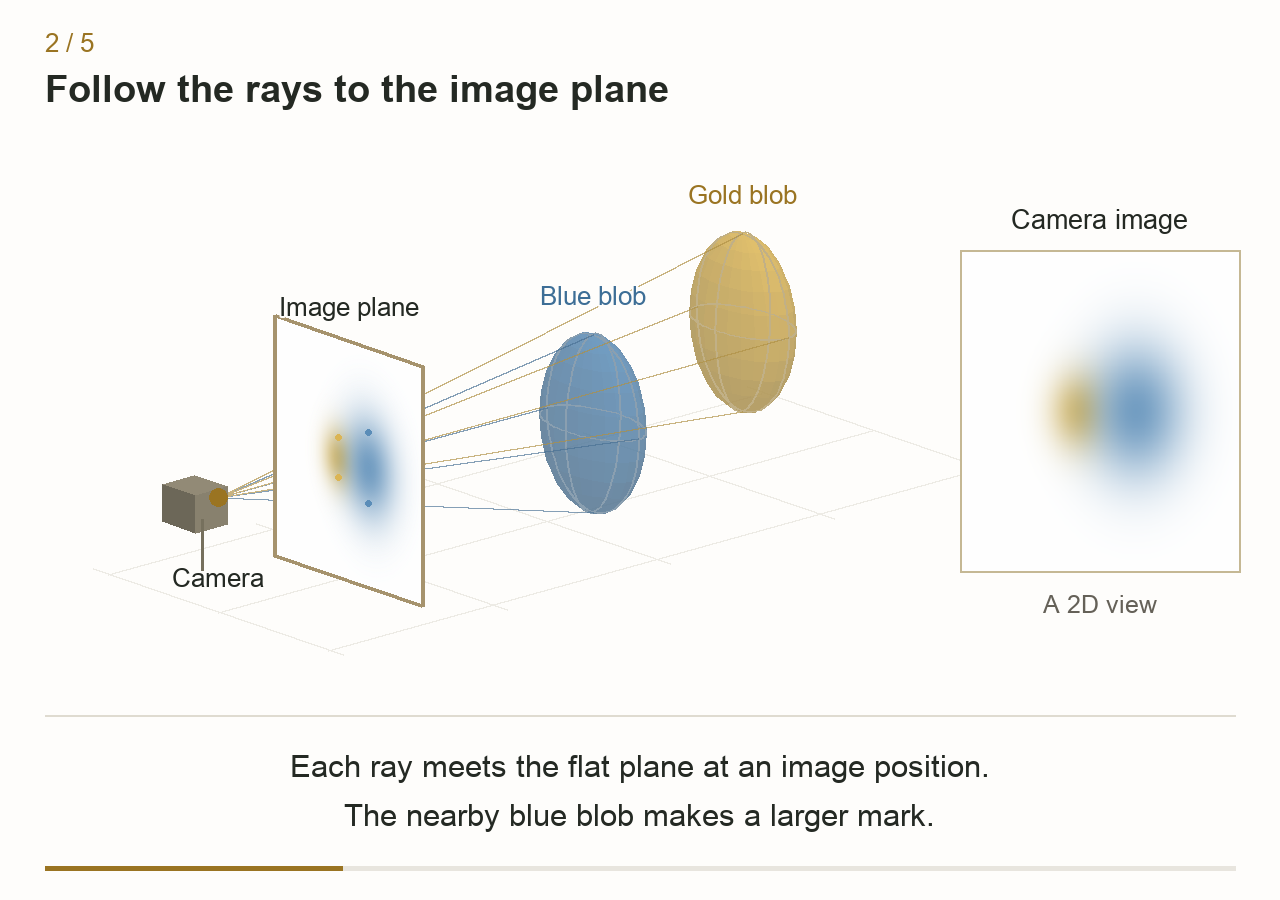 2 / 5
Follow the rays to the image plane
Gold blob
Camera image
Blue blob
Image plane
Camera
A 2D view
Each ray meets the flat plane at an image position.
The nearby blue blob makes a larger mark.